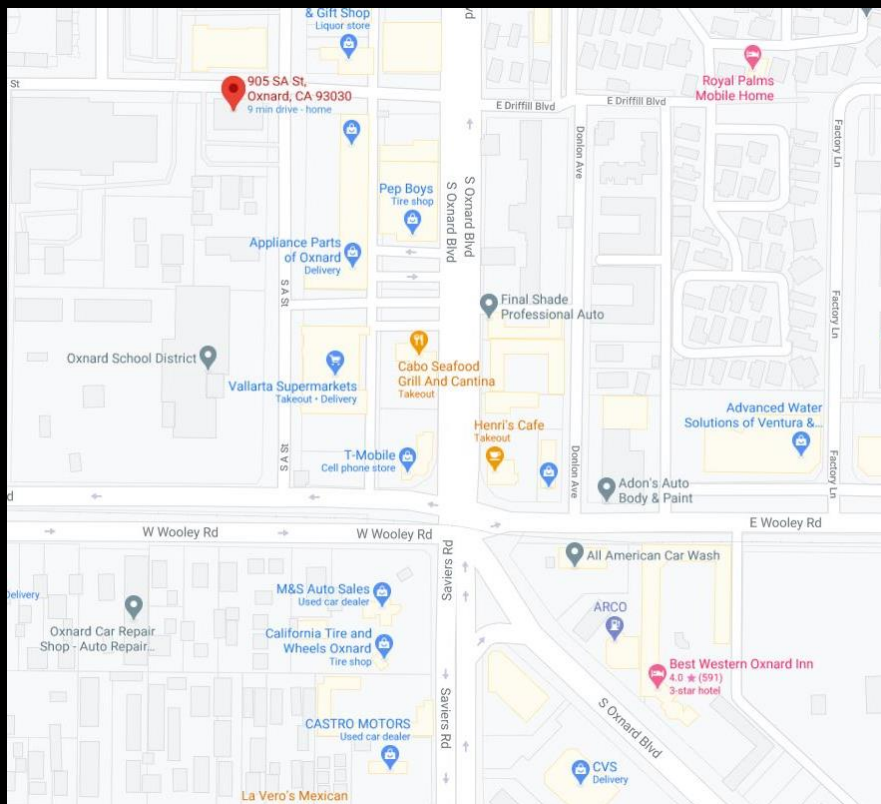 & Gift Shop
Liquor store
vd
St
905 SA St,
Oxnard, CA 93030
9 min drive - home
Royal Palms
Mobile Home
E Driffill Blvd
E Driffill Blvd
Donlon Ave
Factory Ln
Pep Boys
Tire shop
S Oxnard Blvd
S Oxnard Blvd
Appliance Parts
of Oxnard
Delivery
S A St
Final Shade
Professional Auto
Factory Ln
Oxnard School District
Vallarta Supermarkets
Takeout • Delivery
Cabo Seafood
Grill And Cantina
Takeout
Henri's Cafe
Takeout
Advanced Water
Solutions of Ventura &...
S A St
T-Mobile
Cell phone store
Donlon Ave
Factory Ln
Adon's Auto
Body & Paint
d
W Wooley Rd
W Wooley Rd
E Wooley Rd
Saviers Rd
All American Car Wash
Delivery
M&S Auto Sales
Used car dealer
ARCO
Oxnard Car Repair
Shop - Auto Repair...
California Tire and
Wheels Oxnard
Tire shop
Best Western Oxnard Inn
4.0 ★ (591)
3-star hotel
Saviers Rd
S Oxnard Blvd
CASTRO MOTORS
Used car dealer
CVS
Delivery
La Vero's Mexican